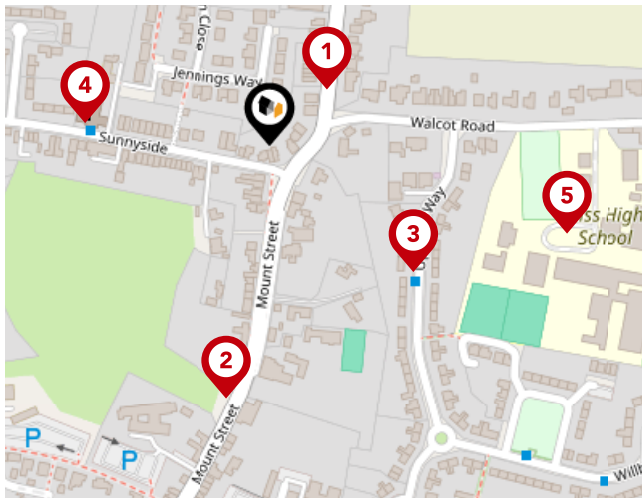 n Close
1
Jennings Way
4
Walcot Road
Sunnyside
5
Way
ss High
School
3
Mount Street
2
Mount Street
P
P
Willi